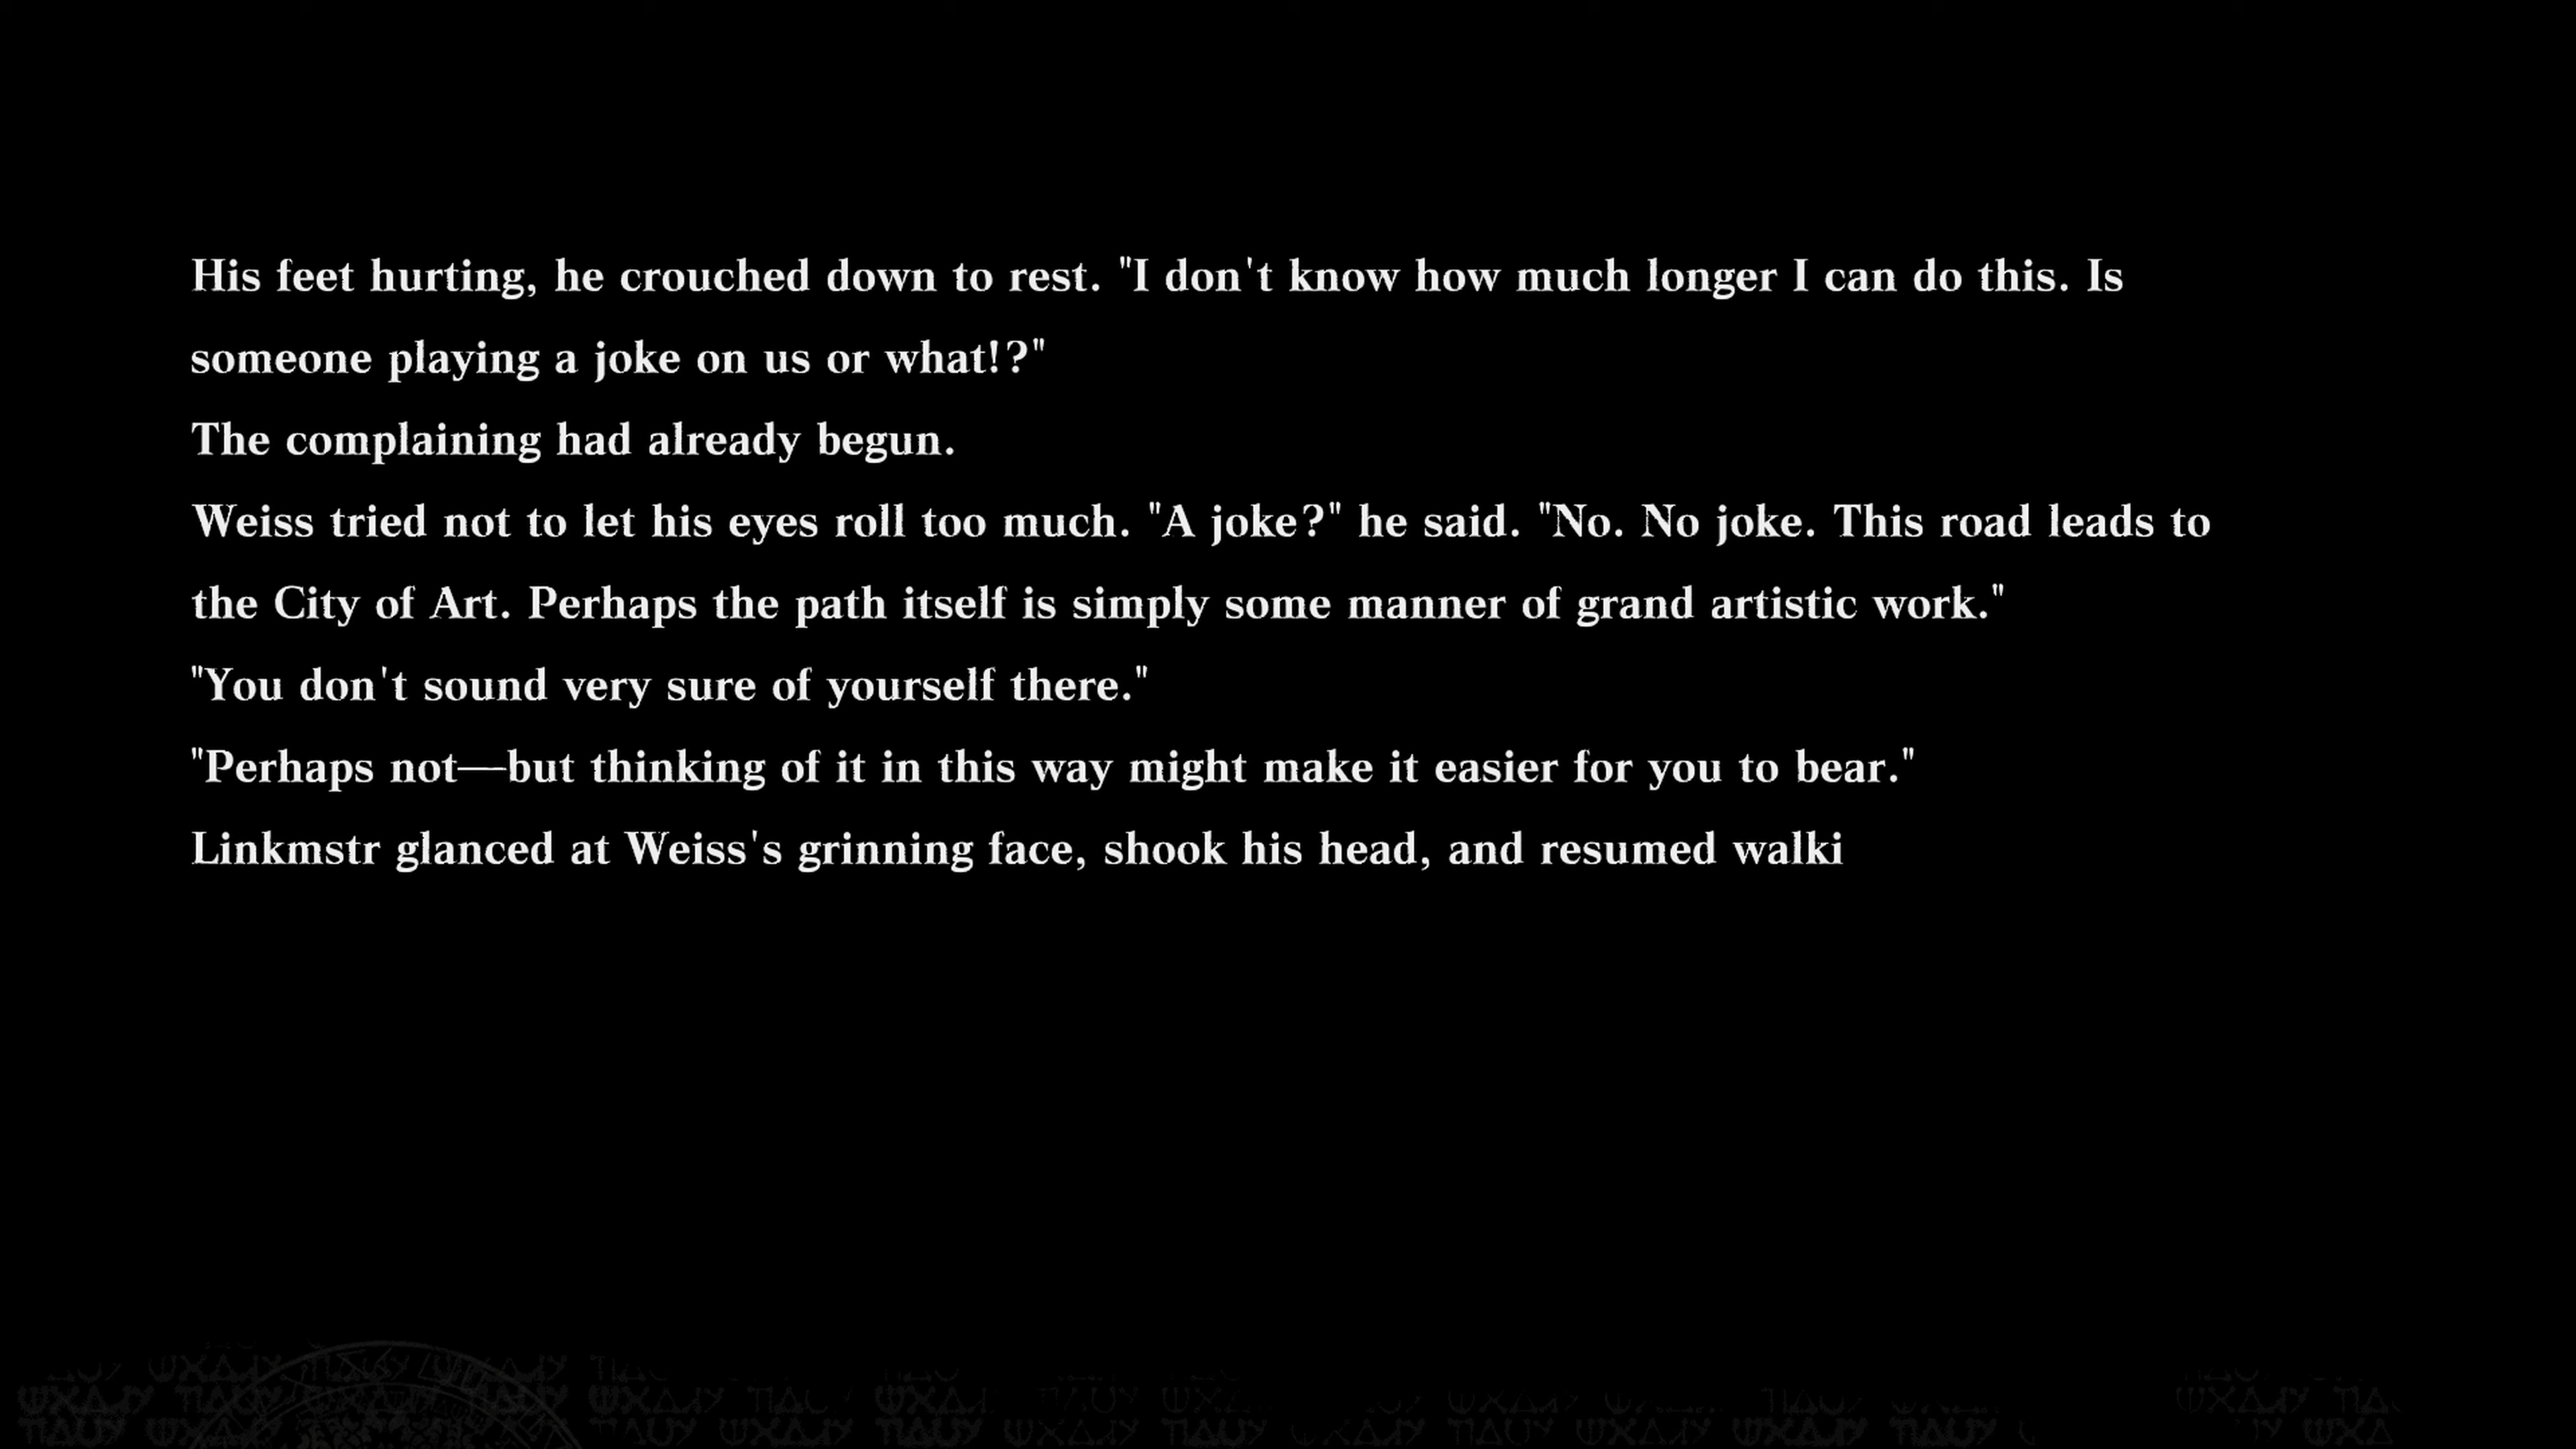 His feet hurting, he crouched down to rest. "I don't know how much longer I can do this. Is
someone playing a joke on us or what!?"
The complaining had already begun.
Weiss tried not to let his eyes roll too much. "A joke?" he said. "No. No joke. This road leads to
the City of Art. Perhaps the path itself is simply some manner of grand artistic work."
"You don't sound very sure of yourself there."
"Perhaps not—but thinking of it in this way might make it easier for you to bear."
Linkmstr glanced at Weiss's grinning face, shook his head, and resumed walki